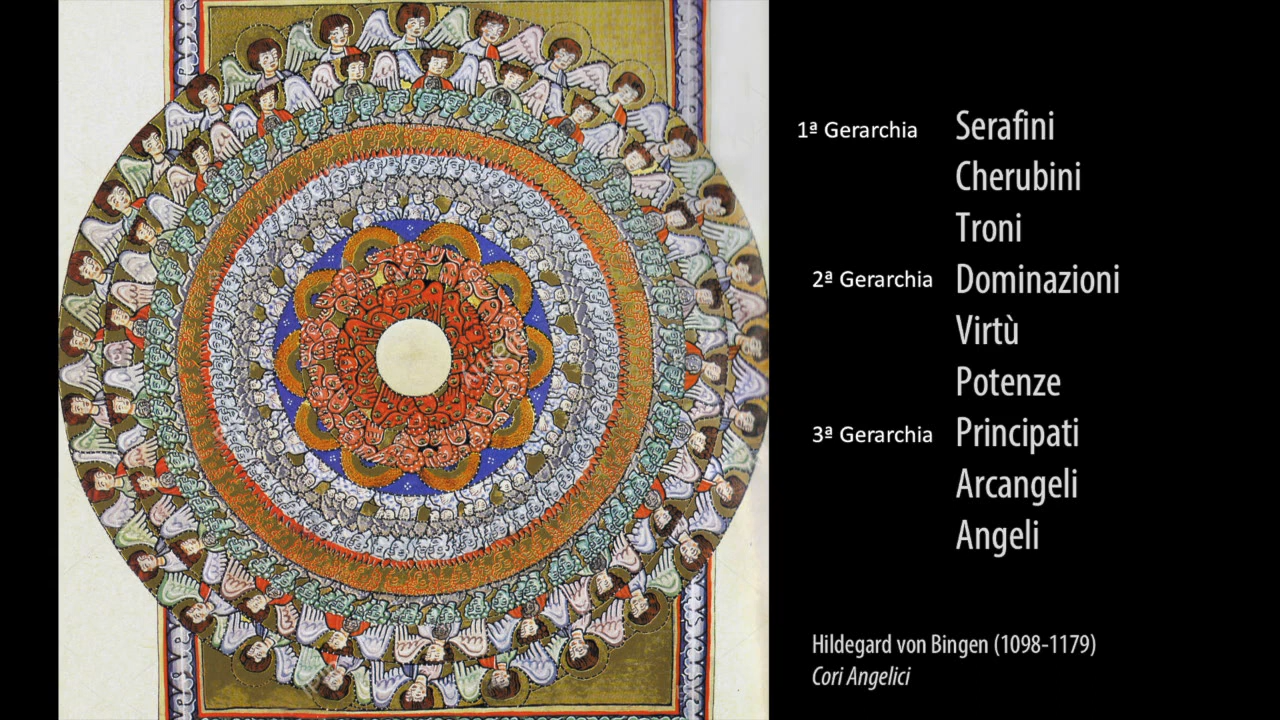 1ª Gerarchia Serafini
Cherubini
Troni
2ª Gerarchia Dominazioni
Virtù
Potenze
3ª Gerarchia Principati
Arcangeli
Angeli
Hildegard von Bingen (1098-1179)
Cori Angelici